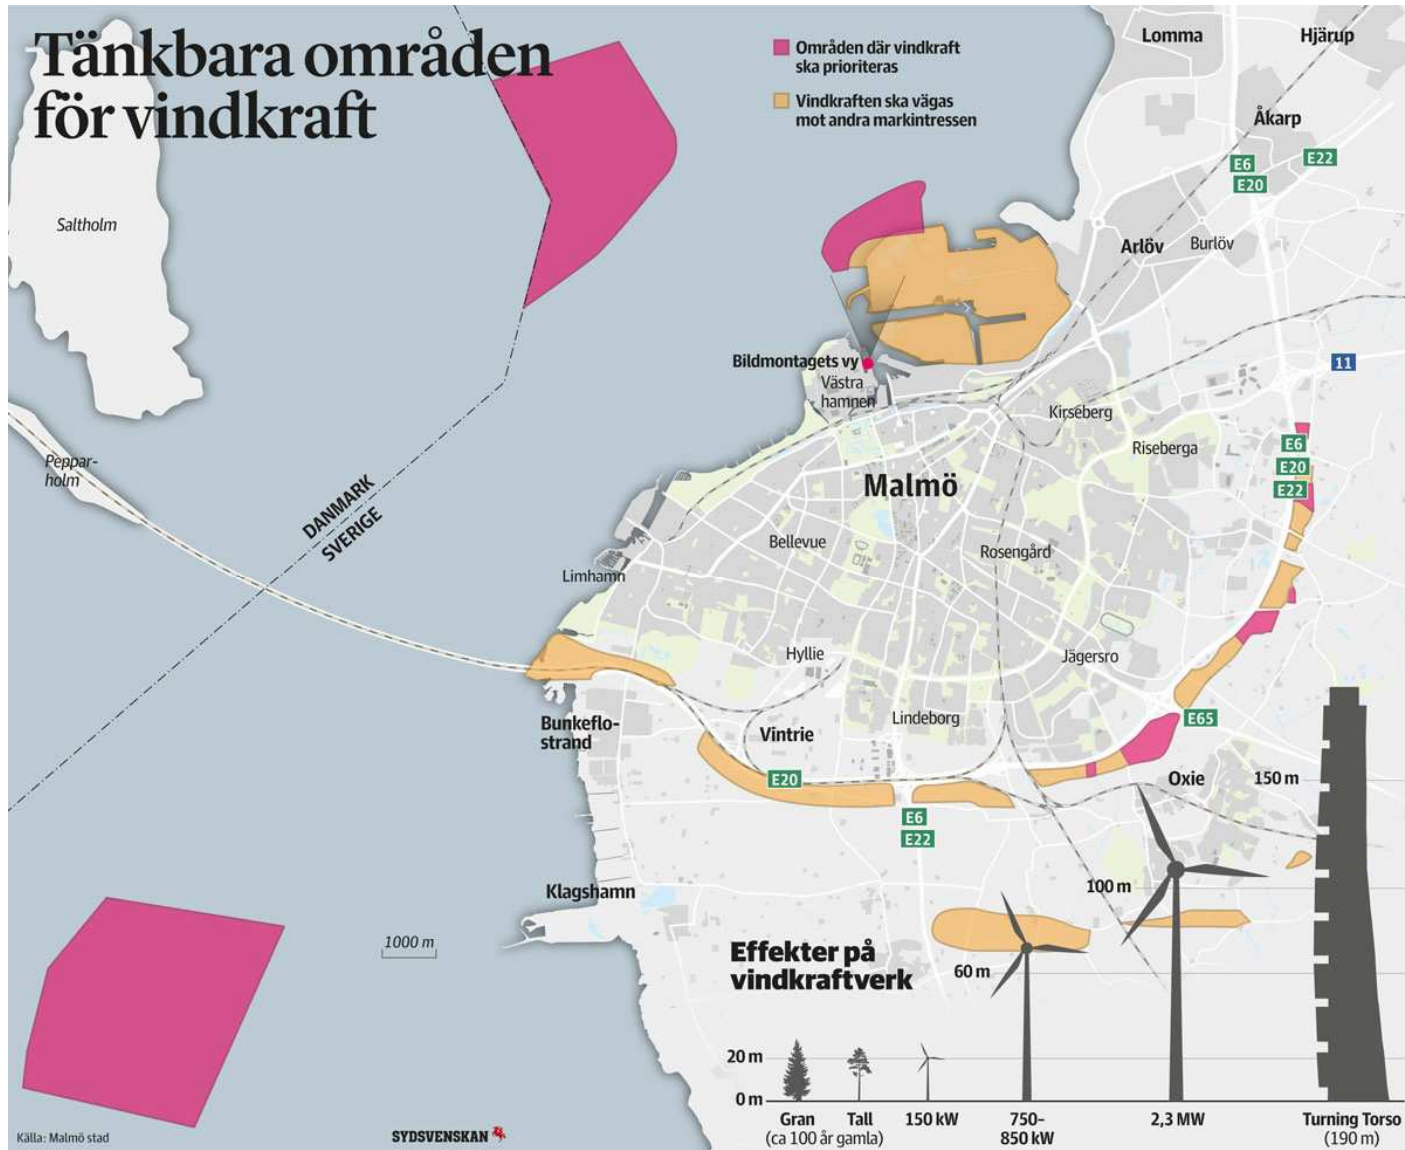 Tänkbara områden
för vindkraft
Områden där vindkraft
ska prioriteras
Vindkraften ska vägas
mot andra markintressen
Lomma
Hjärup
Åkarp
E6
E20
E22
Saltholm
Arlöv
Burlöv
Bildmontagets vy
Västra
hamnen
11
Kirseberg
Riseberga
E6
E20
E22
Peppar-
holm
DANMARK
SVERIGE
Malmö
Bellevue
Rosengård
Limhamn
Hyllie
Jägersro
Bunkeflo-
strand
Vintrie
Lindeborg
E65
E20
Oxie
E6
E22
Klagshamn
1000 m
Effekter på
vindkraftverk
150 m
100 m
60 m
20 m
0 m
Gran
Tall
(ca 100 år gamla)
150 kW
750–
850 kW
2,3 MW
Turning Torso
(190 m)
Källa: Malmö stad
SYDSVENSKAN